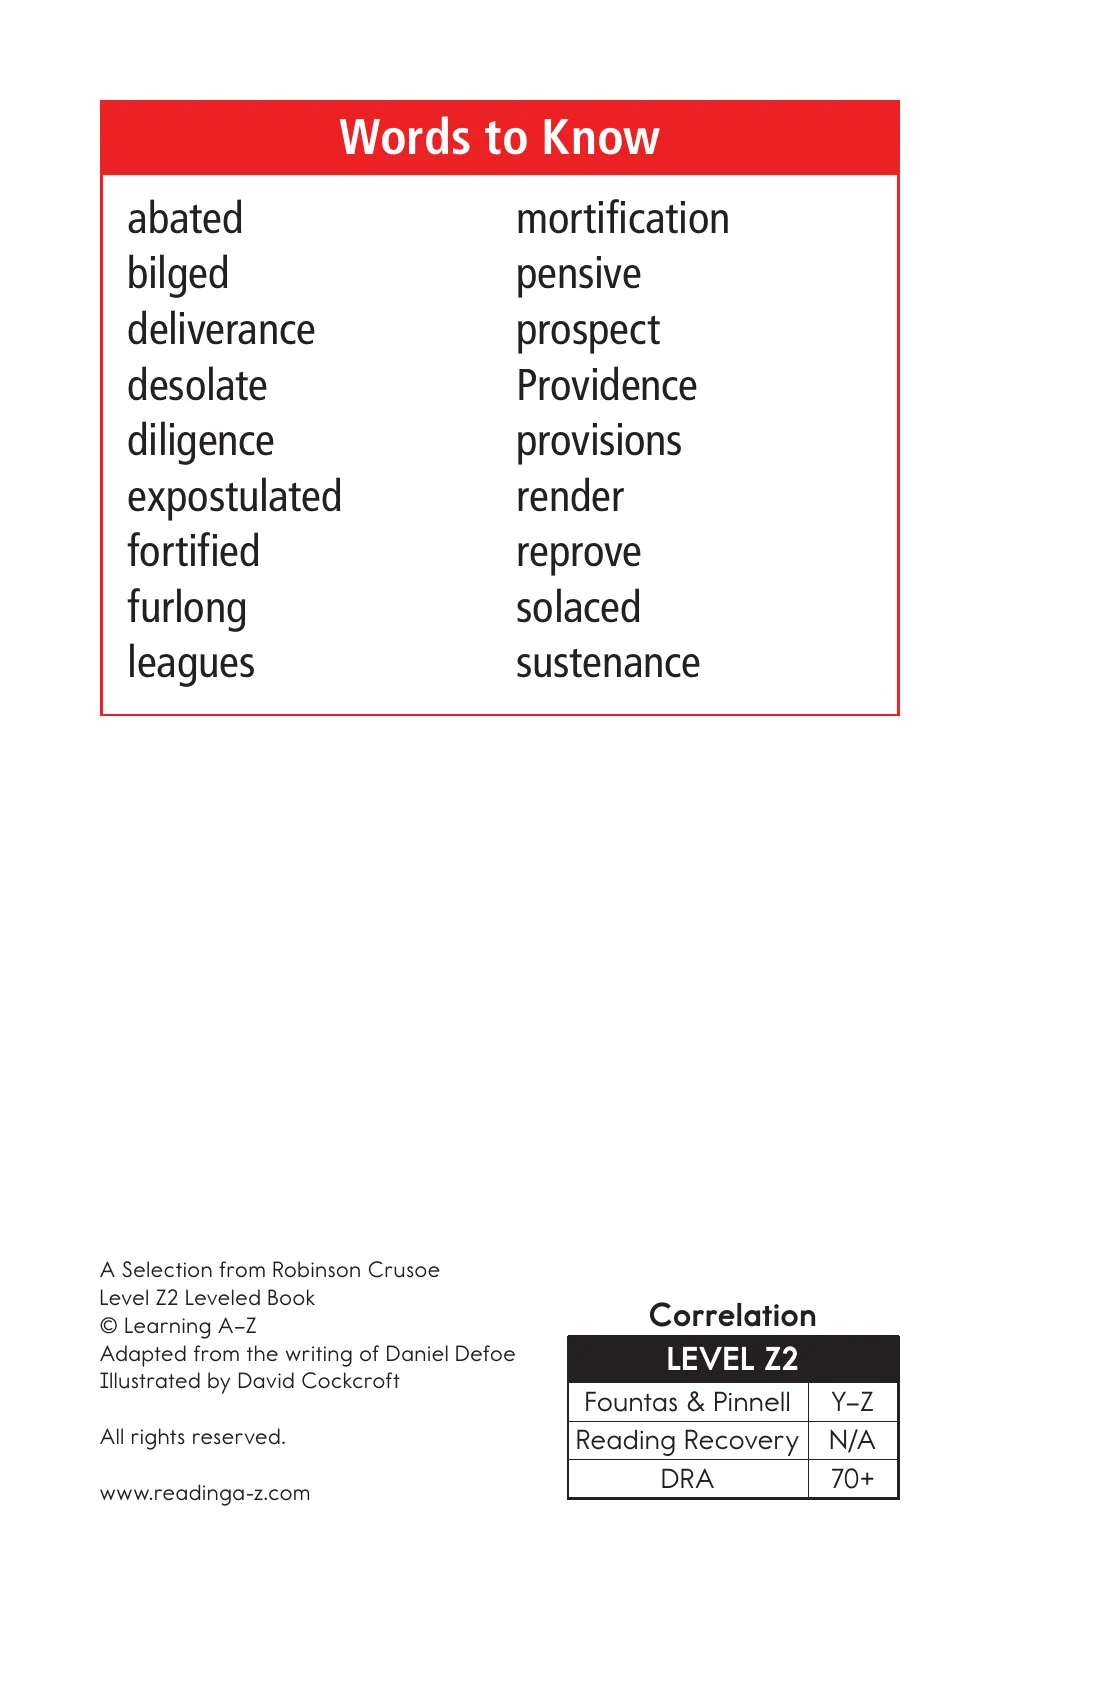 Words to Know
abated
bilged
deliverance
desolate
diligence
expostulated
fortified
furlong
leagues
mortification
pensive
prospect
Providence
provisions
render
reprove
solaced
sustenance
A Selection from Robinson Crusoe
Level Z2 Leveled Book
© Learning A–Z
Adapted from the writing of Daniel Defoe
Illustrated by David Cockcroft
All rights reserved.
www.readinga-z.com
Correlation
LEVEL Z2
Fountas & Pinnell Y–Z
Reading Recovery N/A
DRA 70+